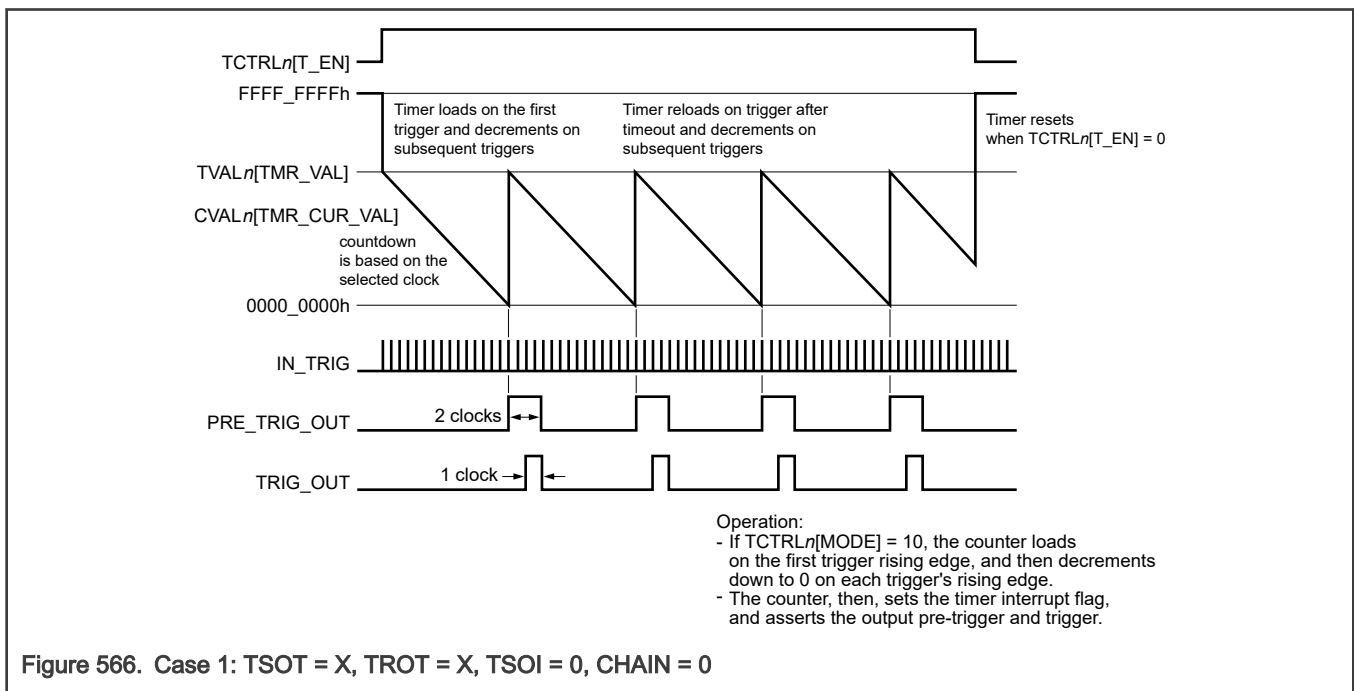 TCTRLn[T_EN]
FFFF_FFFFh
Timer loads on the first
trigger and decrements on
subsequent triggers
Timer reloads on trigger after
timeout and decrements on
subsequent triggers
Timer resets
when TCTRLn[T_EN] = 0
TVALn[TMR_VAL]
CVALn[TMR_CUR_VAL]
countdown
is based on the
selected clock
0000_0000h
IN_TRIG
PRE_TRIG_OUT
2 clocks
TRIG_OUT
1 clock
Operation:
- If TCTRLn[MODE] = 10, the counter loads
on the first trigger rising edge, and then decrements
down to 0 on each trigger's rising edge.
- The counter, then, sets the timer interrupt flag,
and asserts the output pre-trigger and trigger.
Figure 566. Case 1: TSOT = X, TROT = X, TSOI = 0, CHAIN = 0